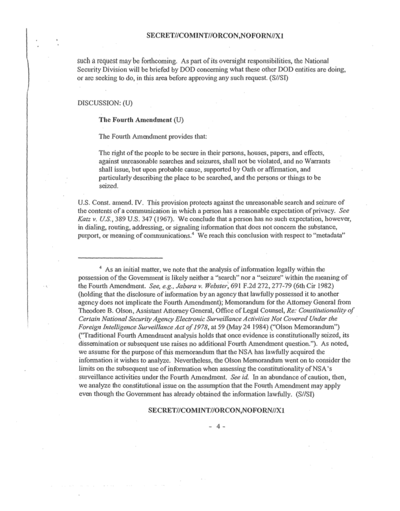 SECRET//COMINT//ORCON,NOFORN//X1
such a request may be forthcoming. As part of its oversight responsibilities, the National
Security Division will be briefed by DOD concerning what these other DOD entities are doing,
or are seeking to do, in this area before approving any such request. (S//SI)
DISCUSSION: (U)
The Fourth Amendment (U)
The Fourth Amendment provides that:
The right of the people to be secure in their persons, houses, papers, and effects,
against unreasonable searches and seizures, shall not be violated, and no Warrants
shall issue, but upon probable cause, supported by Oath or affirmation, and
particularly describing the place to be searched, and the persons or things to be
seized.
U.S. Const. amend. IV. This provision protects against the unreasonable search and seizure of
the contents of a communication in which a person has a reasonable expectation of privacy. See
Katz v. U.S., 389 U.S. 347 (1967). We conclude that a person has no such expectation, however,
in dialing, routing, addressing, or signaling information that does not concern the substance,
purport, or meaning of communications.4 We reach this conclusion with respect to "metadata"
4 As an initial matter, we note that the analysis of information legally within the
possession of the Government is likely neither a "search" nor a "seizure" within the meaning of
the Fourth Amendment. See, e.g., Jabara v. Webster, 691 F.2d 272, 277-79 (6th Cir 1982)
(holding that the disclosure of information by an agency that lawfully possessed it to another
agency does not implicate the Fourth Amendment); Memorandum for the Attorney General from
Theodore B. Olson, Assistant Attorney General, Office of Legal Counsel, Re: Constitutionality of
Certain National Security Agency Electronic Surveillance Activities Not Covered Under the
Foreign Intelligence Surveillance Act of 1978, at 59 (May 24 1984) ("Olson Memorandum")
("Traditional Fourth Amendment analysis holds that once evidence is constitutionally seized, its
dissemination or subsequent use raises no additional Fourth Amendment question."). As noted,
we assume for the purpose of this memorandum that the NSA has lawfully acquired the
information it wishes to analyze. Nevertheless, the Olson Memorandum went on to consider the
limits on the subsequent use of information when assessing the constitutionality of NSA's
surveillance activities under the Fourth Amendment. See id. In an abundance of caution, then,
we analyze the constitutional issue on the assumption that the Fourth Amendment may apply
even though the Government has already obtained the information lawfully. (S//SI)
SECRET//COMINT//ORCON,NOFORN//X1
- 4 -